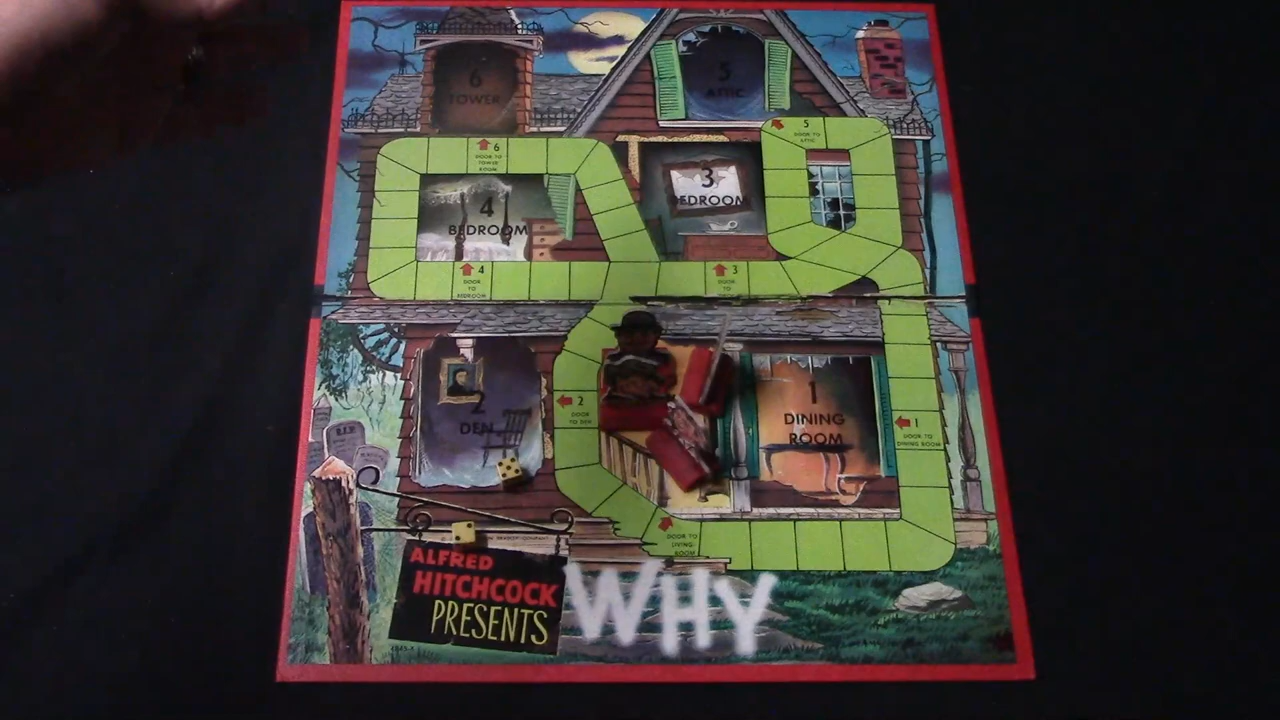 6
TOWER
5
ATTIC
5
DOOR TO
ATTIC
6
DOOR TO
TOWER
ROOM
4
BEDROOM
3
BEDROOM
4
DOOR
TO
BEDROOM
3
DOOR
TO
2
DEN
2
DOOR
TO DEN
1
DINING
ROOM
1
DOOR TO
DINING ROOM
R.I.P.
DOOR TO
LIVING-
ROOM
ALFRED
HITCHCOCK
PRESENTS
WHY